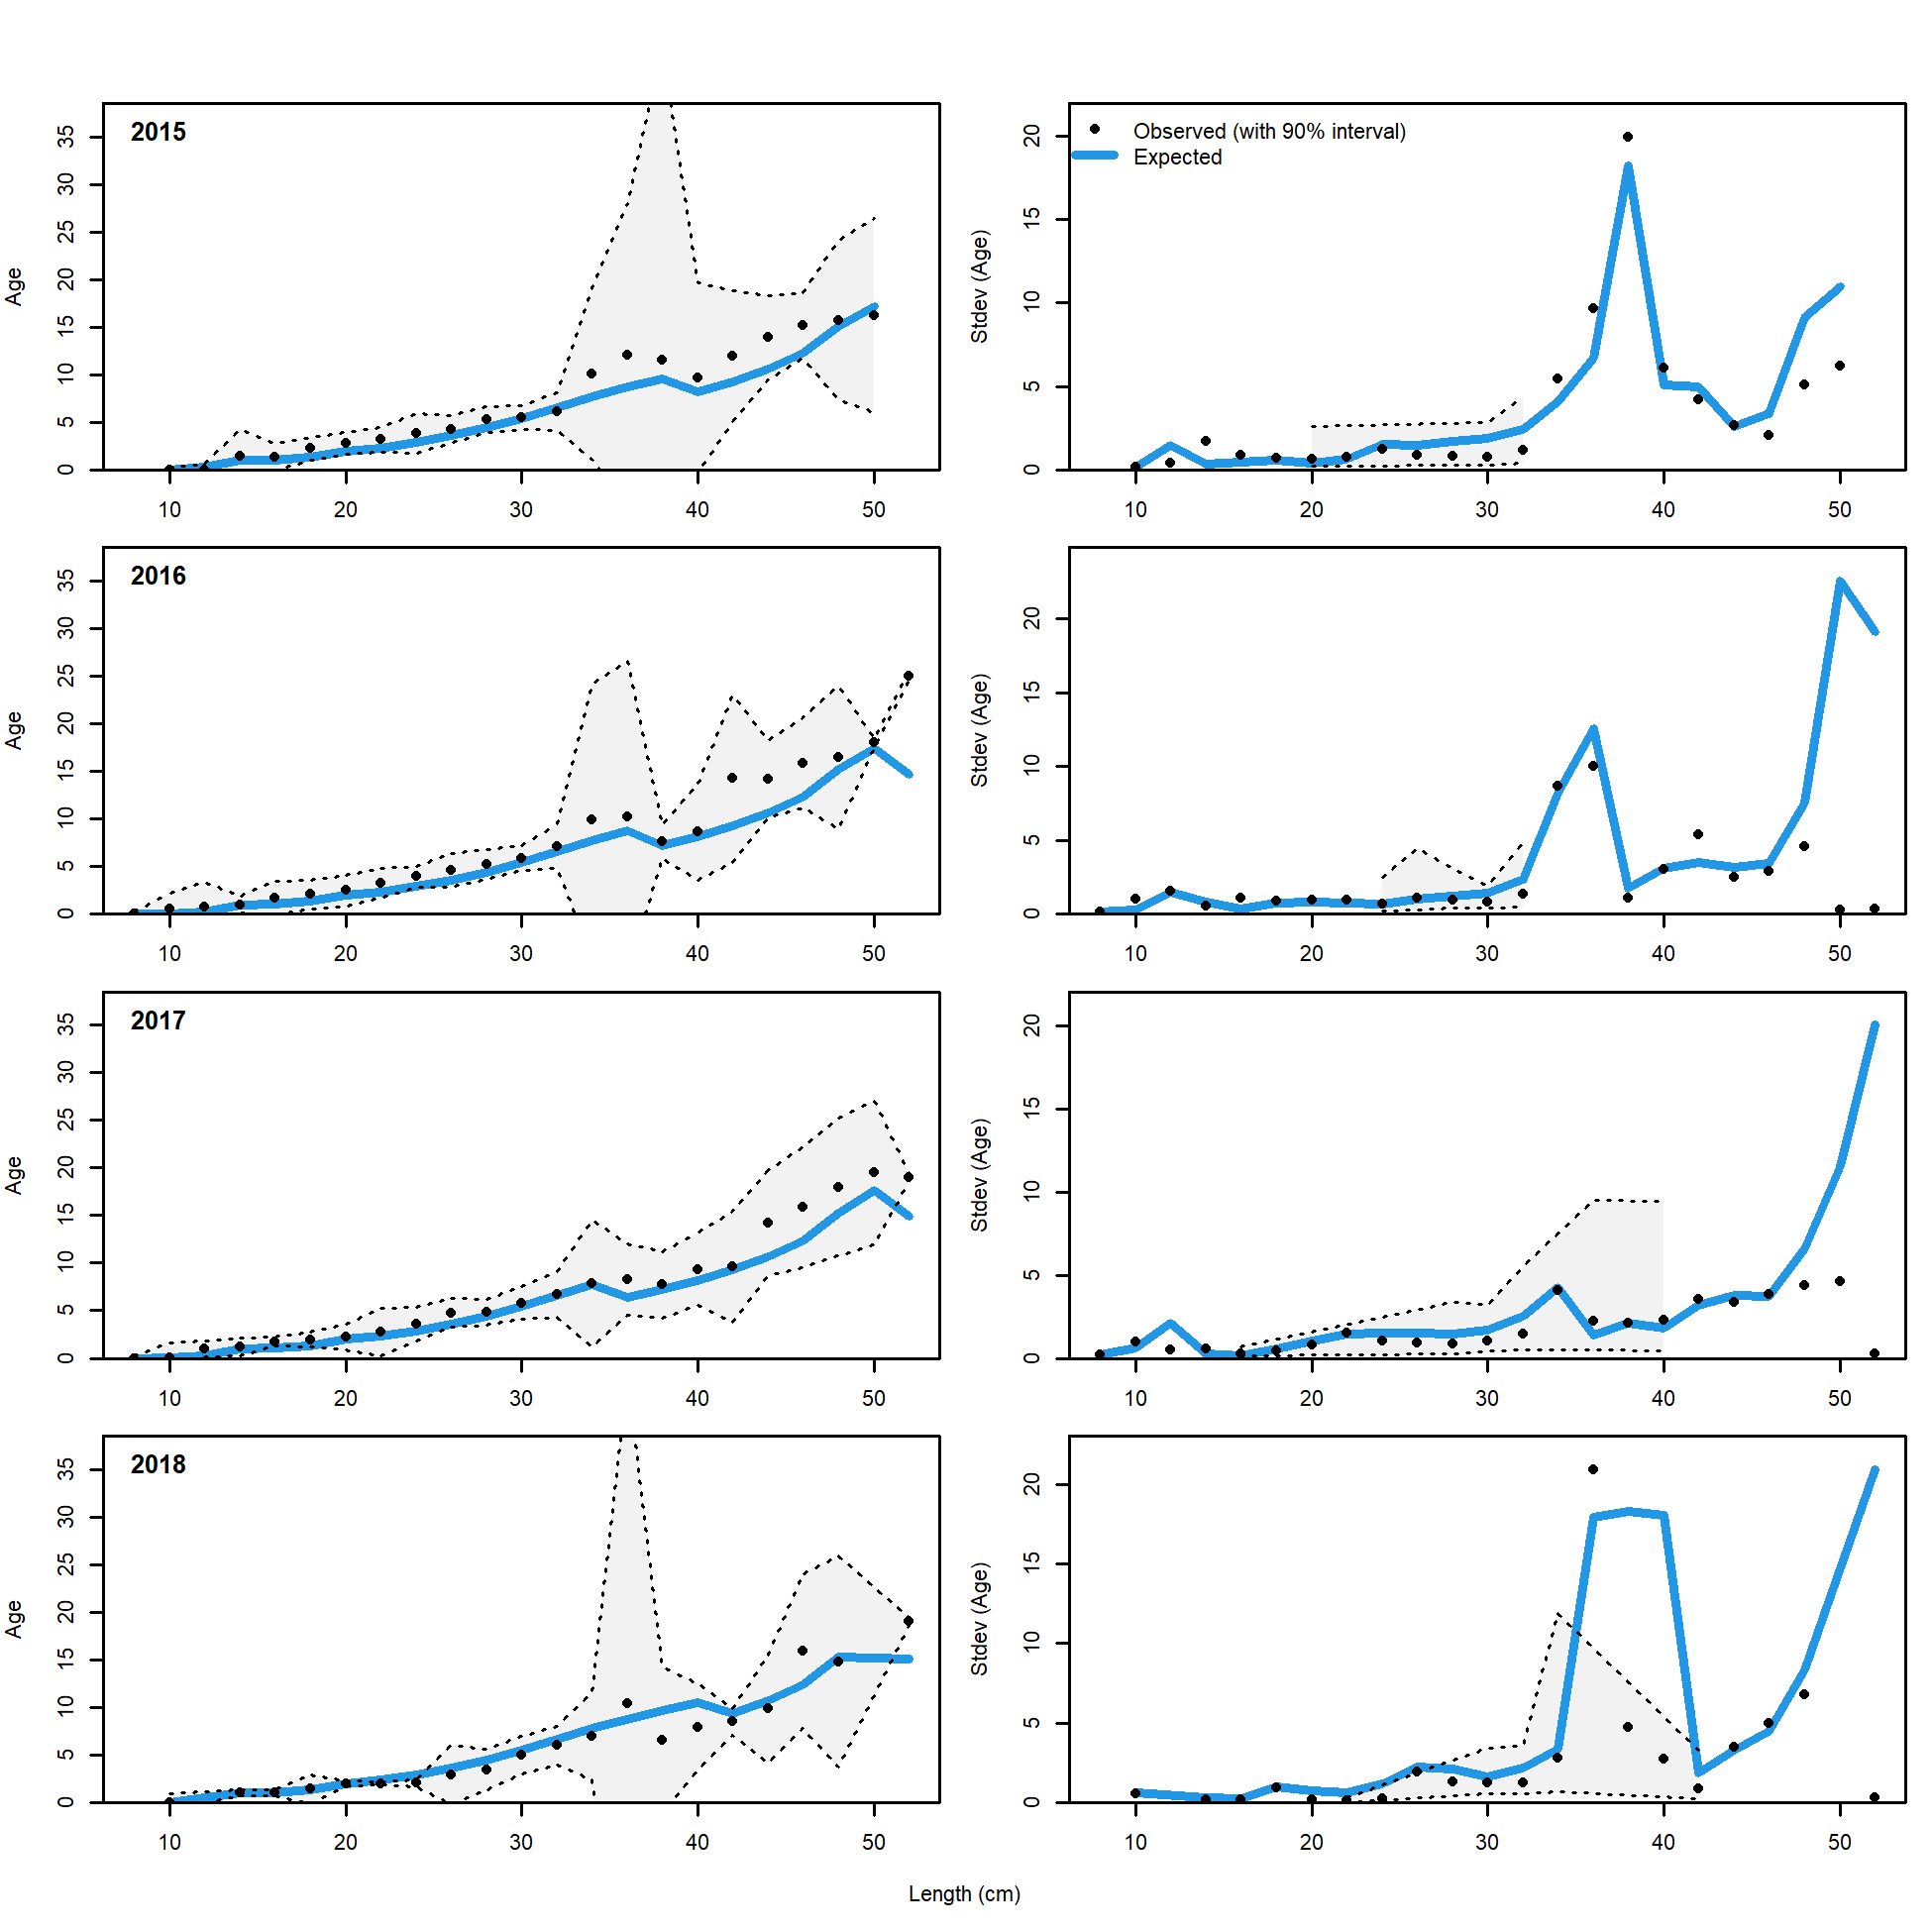 2015
Age
0 5 10 15 20 25 30 35
10 20 30 40 50
Observed (with 90% interval)
Expected
Stdev (Age)
0 5 10 15 20
10 20 30 40 50
2016
Age
0 5 10 15 20 25 30 35
10 20 30 40 50
Stdev (Age)
0 5 10 15 20
10 20 30 40 50
2017
Age
0 5 10 15 20 25 30 35
10 20 30 40 50
Stdev (Age)
0 5 10 15 20
10 20 30 40 50
2018
Age
0 5 10 15 20 25 30 35
10 20 30 40 50
Stdev (Age)
0 5 10 15 20
10 20 30 40 50
Length (cm)